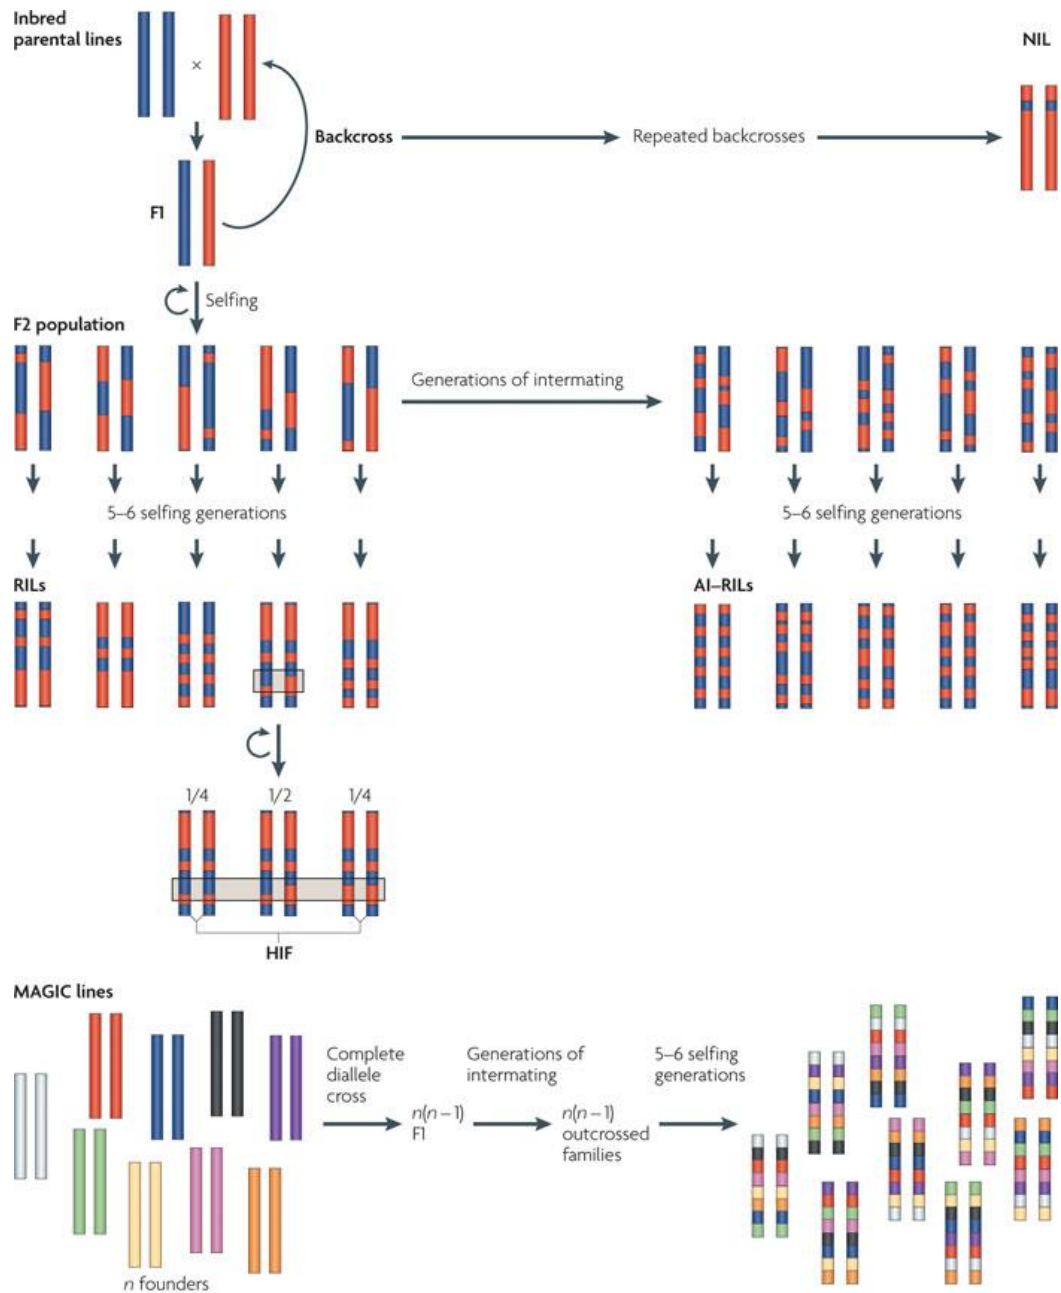 Inbred
parental lines
×
NIL
Backcross
Repeated backcrosses
F1
Selfing
F2 population
Generations of intermating
5–6 selfing generations
5–6 selfing generations
RILs
AI–RILs
1/4
1/2
1/4
HIF
MAGIC lines
Complete
diallele
cross
n(n – 1)
F1
Generations of
intermating
n(n – 1)
outcrossed
families
5–6 selfing
generations
n founders